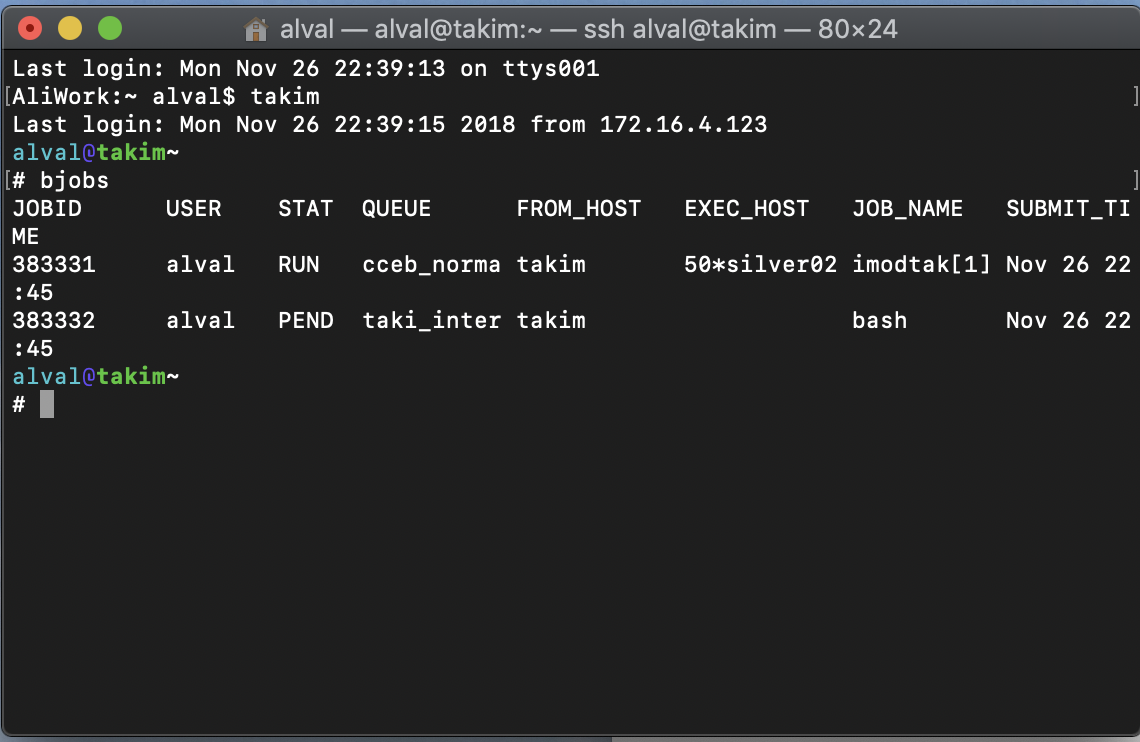 alval — alval@takim:~ — ssh alval@takim — 80×24
Last login: Mon Nov 26 22:39:13 on ttys001
[AliWork:~ alval$ takim ]
Last login: Mon Nov 26 22:39:15 2018 from 172.16.4.123
alval@takim~
[# bjobs ]
JOBID      USER    STAT  QUEUE      FROM_HOST   EXEC_HOST   JOB_NAME   SUBMIT_TI
ME
383331     alval   RUN   cceb_norma takim       50*silver02 imodtak[1] Nov 26 22
:45
383332     alval   PEND  taki_inter takim                   bash       Nov 26 22
:45
alval@takim~
#